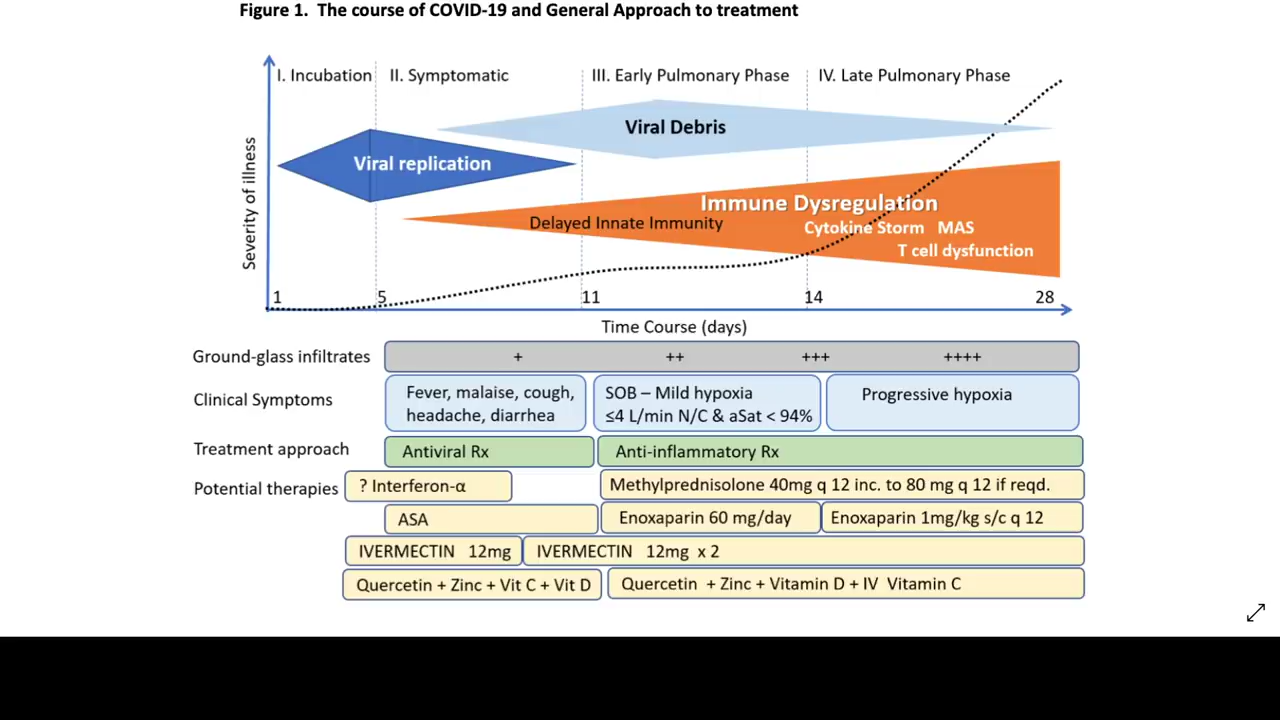 Figure 1.  The course of COVID-19 and General Approach to treatment
I. Incubation
II. Symptomatic
III. Early Pulmonary Phase
IV. Late Pulmonary Phase
Severity of illness
Viral Debris
Viral replication
Immune Dysregulation
Delayed Innate Immunity
Cytokine Storm   MAS
T cell dysfunction
1
5
11
14
28
Time Course (days)
Ground-glass infiltrates
+
++
+++
++++
Clinical Symptoms
Fever, malaise, cough,
headache, diarrhea
SOB – Mild hypoxia
≤4 L/min N/C & aSat < 94%
Progressive hypoxia
Treatment approach
Antiviral Rx
Anti-inflammatory Rx
Potential therapies
? Interferon-α
Methylprednisolone 40mg q 12 inc. to 80 mg q 12 if reqd.
ASA
Enoxaparin 60 mg/day
Enoxaparin 1mg/kg s/c q 12
IVERMECTIN   12mg
IVERMECTIN   12mg  x 2
Quercetin + Zinc + Vit C + Vit D
Quercetin  + Zinc + Vitamin D + IV  Vitamin C